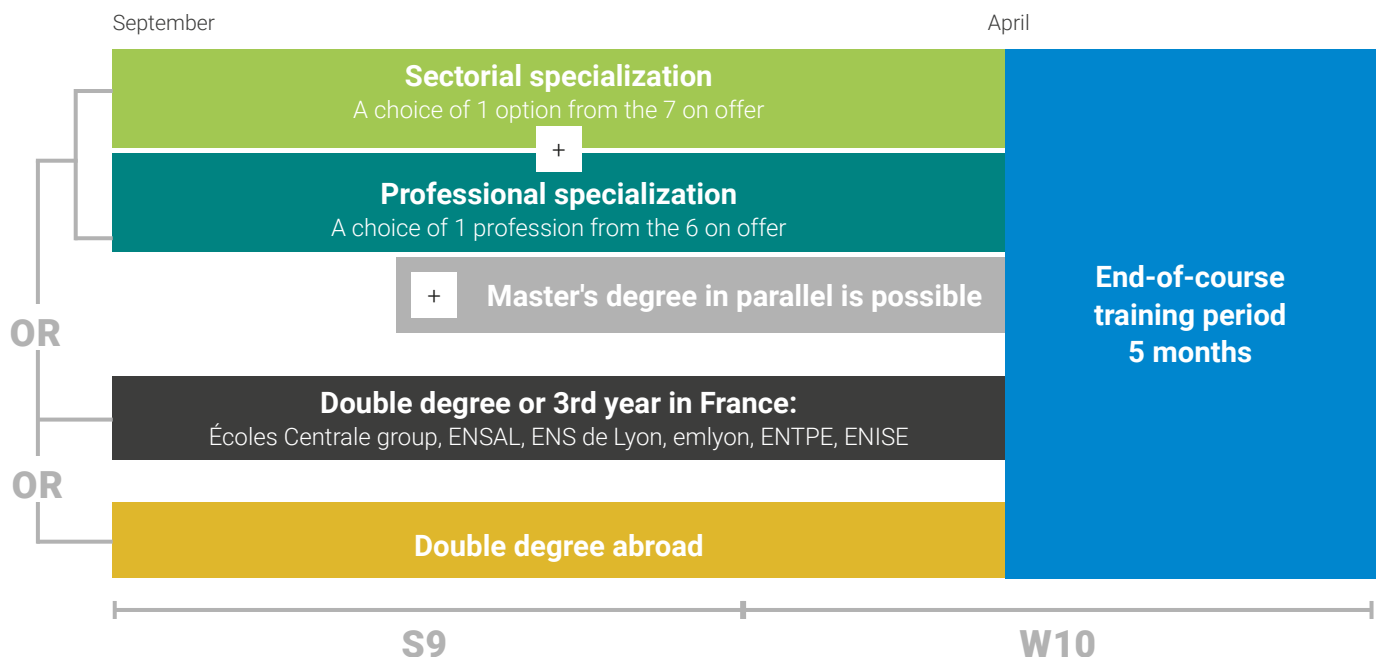 September
April
Sectorial specialization
A choice of 1 option from the 7 on offer
+
Professional specialization
A choice of 1 profession from the 6 on offer
+
Master's degree in parallel is possible
End-of-course
training period
5 months
OR
Double degree or 3rd year in France:
Écoles Centrale group, ENSAL, ENS de Lyon, emlyon, ENTPE, ENISE
OR
Double degree abroad
S9
W10